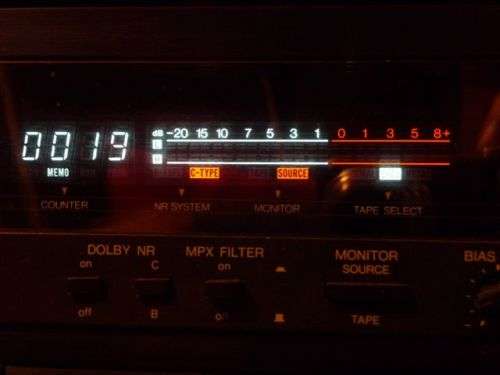 dB -20 15 10 7 5 3 1 0 1 3 5 8+
0019
L
R
MEMO C-TYPE SOURCE
COUNTER NR SYSTEM MONITOR TAPE SELECT
DOLBY NR MPX FILTER MONITOR BIAS
on C on SOURCE
off B off TAPE